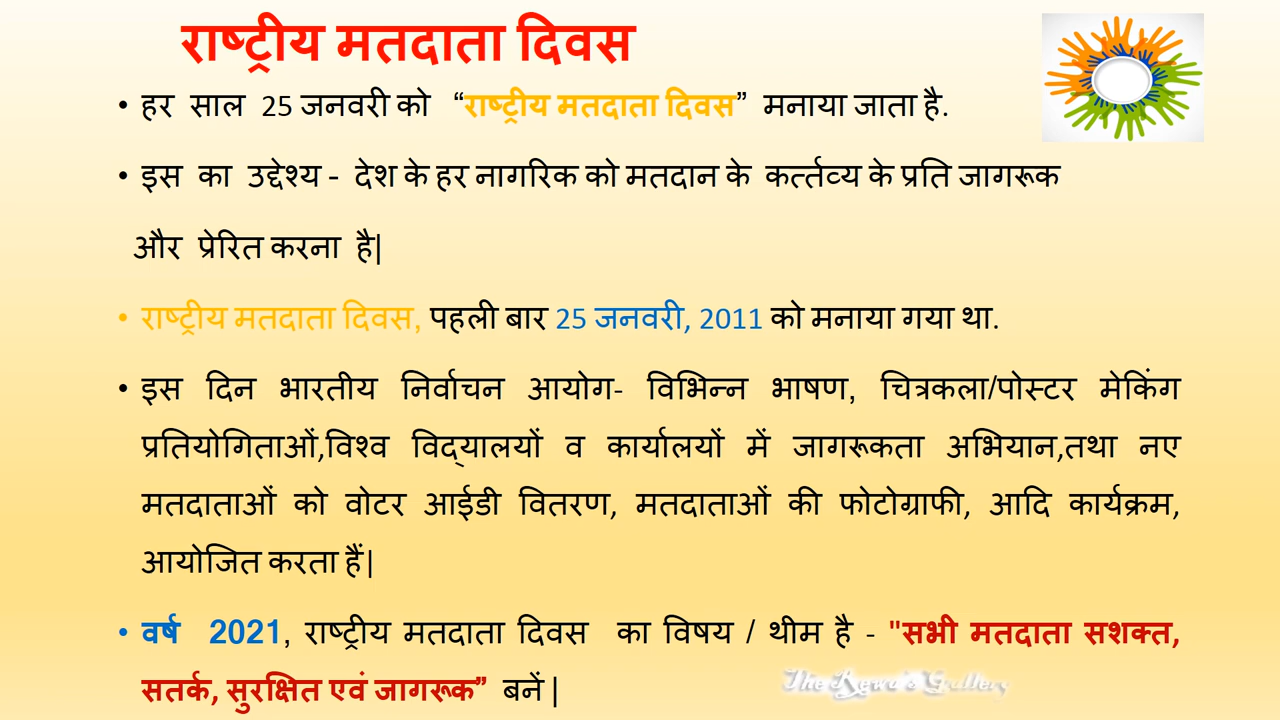 राष्ट्रीय मतदाता दिवस
• हर साल 25 जनवरी को “राष्ट्रीय मतदाता दिवस” मनाया जाता है.
• इस का उद्देश्य - देश के हर नागरिक को मतदान के कर्त्तव्य के प्रति जागरूक
और प्रेरित करना है|
• राष्ट्रीय मतदाता दिवस, पहली बार 25 जनवरी, 2011 को मनाया गया था.
• इस दिन भारतीय निर्वाचन आयोग- विभिन्न भाषण, चित्रकला/पोस्टर मेकिंग
प्रतियोगिताओं,विश्व विद्यालयों व कार्यालयों में जागरूकता अभियान,तथा नए
मतदाताओं को वोटर आईडी वितरण, मतदाताओं की फोटोग्राफी, आदि कार्यक्रम,
आयोजित करता हैं|
• वर्ष 2021, राष्ट्रीय मतदाता दिवस का विषय / थीम है - "सभी मतदाता सशक्त,
सतर्क, सुरक्षित एवं जागरूक” बनें |
The Rewa's Gallery